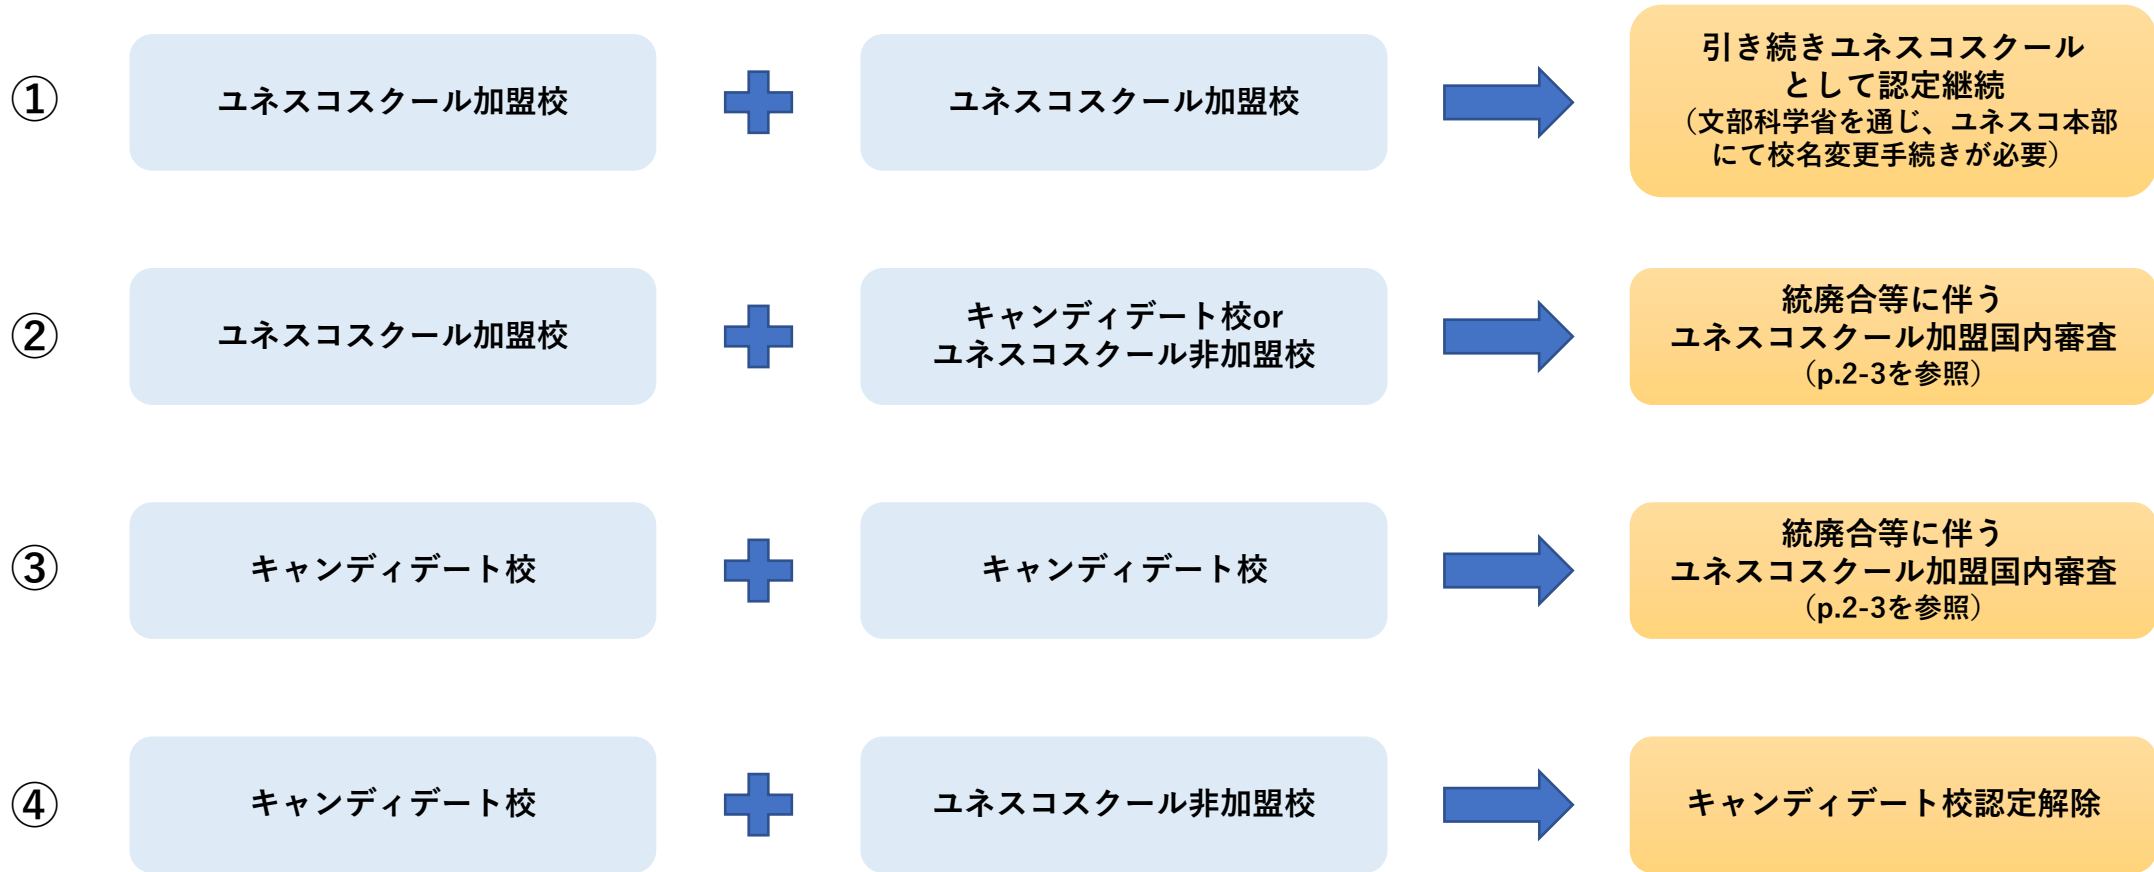 ①
ユネスコスクール加盟校
ユネスコスクール加盟校
引き続きユネスコスクール
として認定継続
（文部科学省を通じ、ユネスコ本部
にて校名変更手続きが必要）
②
ユネスコスクール加盟校
キャンディデート校or
ユネスコスクール非加盟校
統廃合等に伴う
ユネスコスクール加盟国内審査
（p.2-3を参照）
③
キャンディデート校
キャンディデート校
統廃合等に伴う
ユネスコスクール加盟国内審査
（p.2-3を参照）
④
キャンディデート校
ユネスコスクール非加盟校
キャンディデート校認定解除